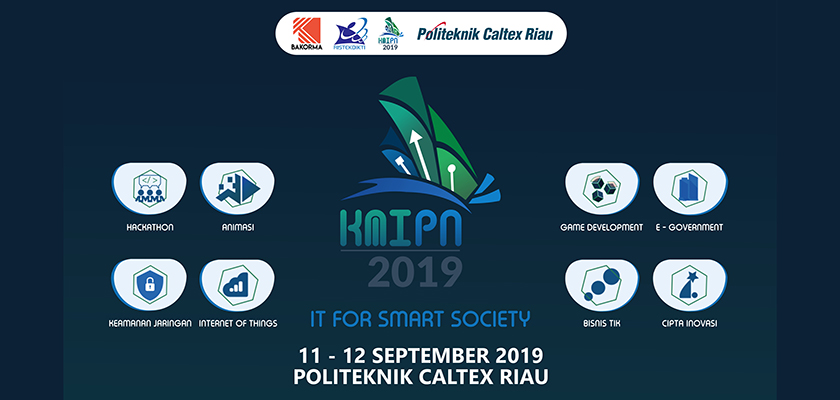 BAKORMA
RISTEKDIKTI
KMIPN
2019
Politeknik Caltex Riau
HACKATHON
ANIMASI
GAME DEVELOPMENT
E - GOVERNMENT
KMIPN
2019
KEAMANAN JARINGAN
INTERNET OF THINGS
BISNIS TIK
CIPTA INOVASI
IT FOR SMART SOCIETY
11 - 12 SEPTEMBER 2019
POLITEKNIK CALTEX RIAU